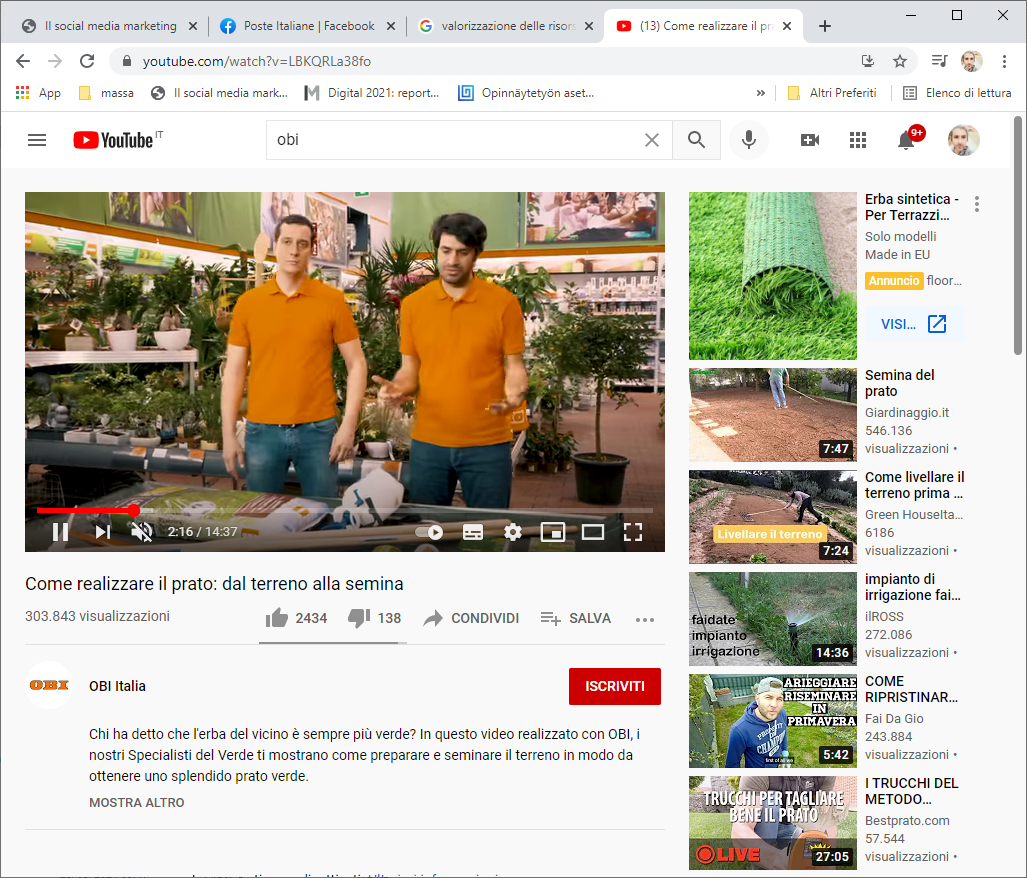 Il social media marketing
Poste Italiane | Facebook
valorizzazione delle risors
(13) Come realizzare il pra
youtube.com/watch?v=LBKQRLa38fo
App
massa
Il social media mark...
Digital 2021: report...
Opinnäytetyön aset...
»
Altri Preferiti
Elenco di lettura
YouTube IT
obi
9+
2:16 / 14:37
Come realizzare il prato: dal terreno alla semina
303.843 visualizzazioni
2434
138
CONDIVIDI
SALVA
OBI
OBI Italia
ISCRIVITI
Chi ha detto che l'erba del vicino è sempre più verde? In questo video realizzato con OBI, i
nostri Specialisti del Verde ti mostrano come preparare e seminare il terreno in modo da
ottenere uno splendido prato verde.
MOSTRA ALTRO
Erba sintetica -
Per Terrazzi...
Solo modelli
Made in EU
Annuncio floor...
VISI...
7:47
Semina del
prato
Giardinaggio.it
546.136
visualizzazioni •
Livellare il terreno
7:24
Come livellare il
terreno prima ...
Green Houselta...
6186
visualizzazioni •
faidate
impianto
irrigazione
14:36
impianto di
irrigazione fai...
ilROSS
272.086
visualizzazioni •
ARIEGGIARE
RISEMINARE
IN
PRIMAVERA
first of all we
5:42
COME
RIPRISTINAR...
Fai Da Gio
243.884
visualizzazioni •
TRUCCHI PER TAGLIARE
BENE IL PRATO
LIVE
27:05
I TRUCCHI DEL
METODO...
Bestprato.com
57.544
visualizzazioni •